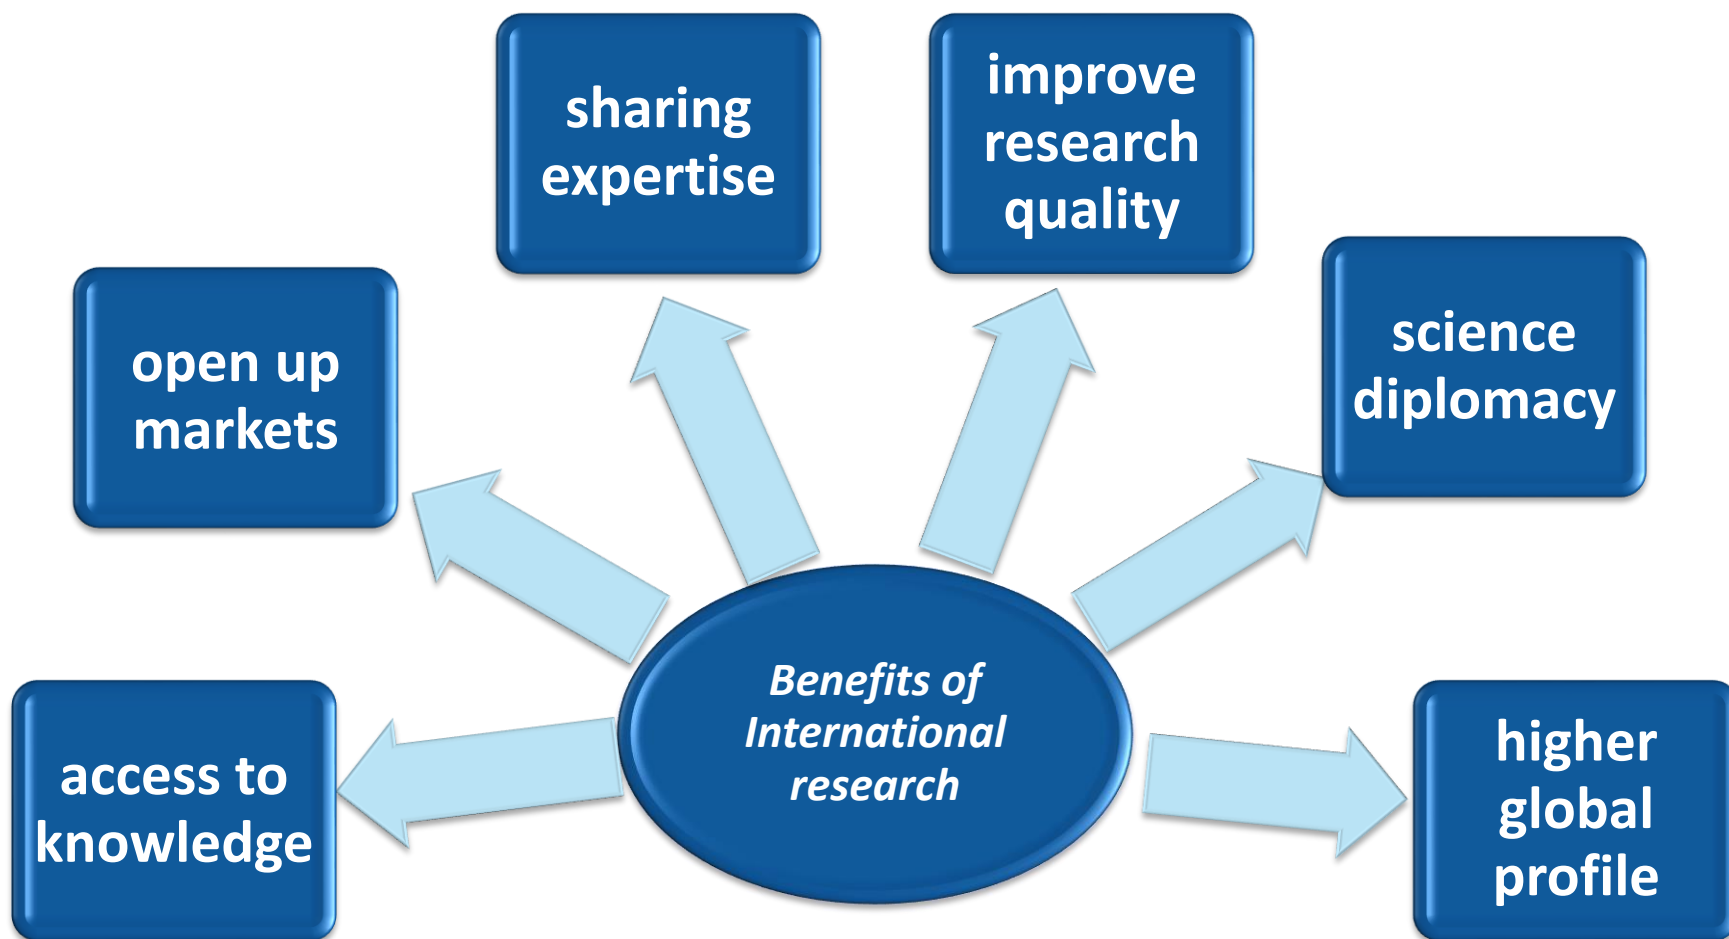 sharing
expertise
improve
research
quality
open up
markets
science
diplomacy
Benefits of
International
research
access to
knowledge
higher
global
profile